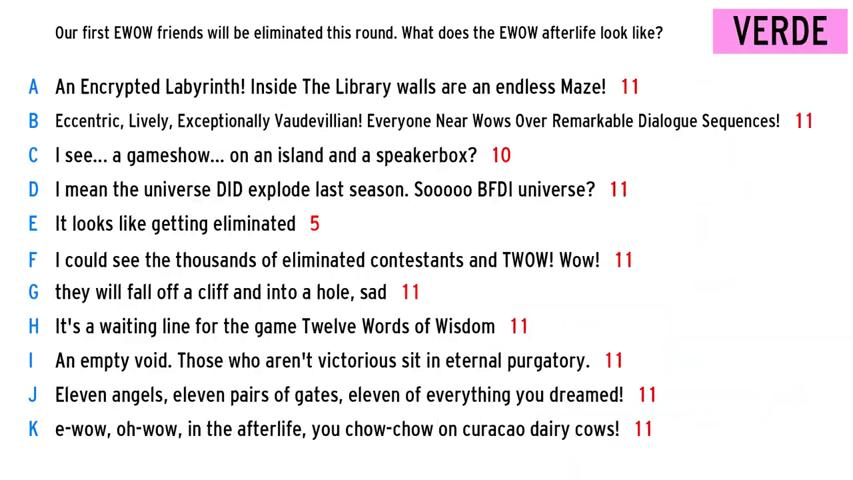 Our first EWOW friends will be eliminated this round. What does the EWOW afterlife look like?
VERDE
A An Encrypted Labyrinth! Inside The Library walls are an endless Maze! 11
B Eccentric, Lively, Exceptionally Vaudevillian! Everyone Near Wows Over Remarkable Dialogue Sequences! 11
C I see... a gameshow... on an island and a speakerbox? 10
D I mean the universe DID explode last season. Sooooo BFDI universe? 11
E It looks like getting eliminated 5
F I could see the thousands of eliminated contestants and TWOW! Wow! 11
G they will fall off a cliff and into a hole, sad 11
H It's a waiting line for the game Twelve Words of Wisdom 11
I An empty void. Those who aren't victorious sit in eternal purgatory. 11
J Eleven angels, eleven pairs of gates, eleven of everything you dreamed! 11
K e-wow, oh-wow, in the afterlife, you chow-chow on curacao dairy cows! 11